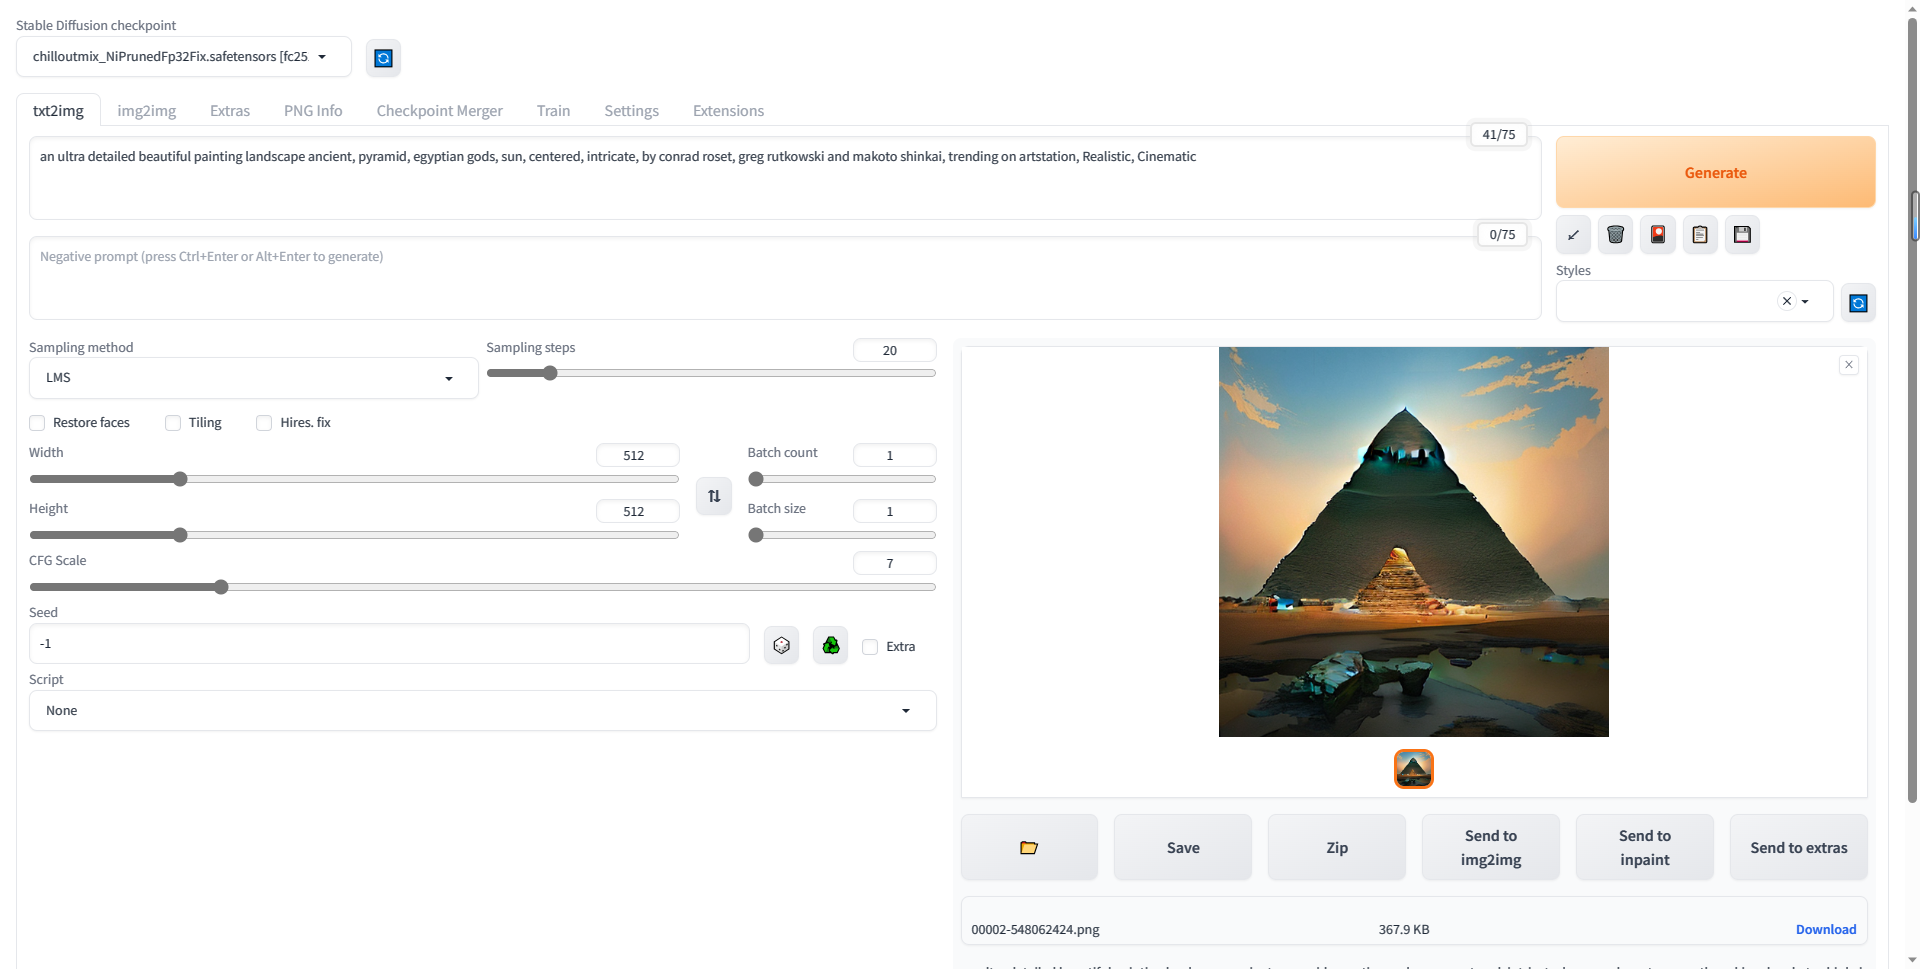 Stable Diffusion checkpoint
chilloutmix_NiPrunedFp32Fix.safetensors [fc25
txt2img img2img Extras PNG Info Checkpoint Merger Train Settings Extensions
41/75
an ultra detailed beautiful painting landscape ancient, pyramid, egyptian gods, sun, centered, intricate, by conrad roset, greg rutkowski and makoto shinkai, trending on artstation, Realistic, Cinematic
Generate
0/75
Negative prompt (press Ctrl+Enter or Alt+Enter to generate)
Styles
Sampling method
LMS
Sampling steps
20
Restore faces Tiling Hires. fix
Width
512
Batch count
1
Height
512
Batch size
1
CFG Scale
7
Seed
-1
Extra
Script
None
Save
Zip
Send to
img2img
Send to
inpaint
Send to extras
00002-548062424.png 367.9 KB Download